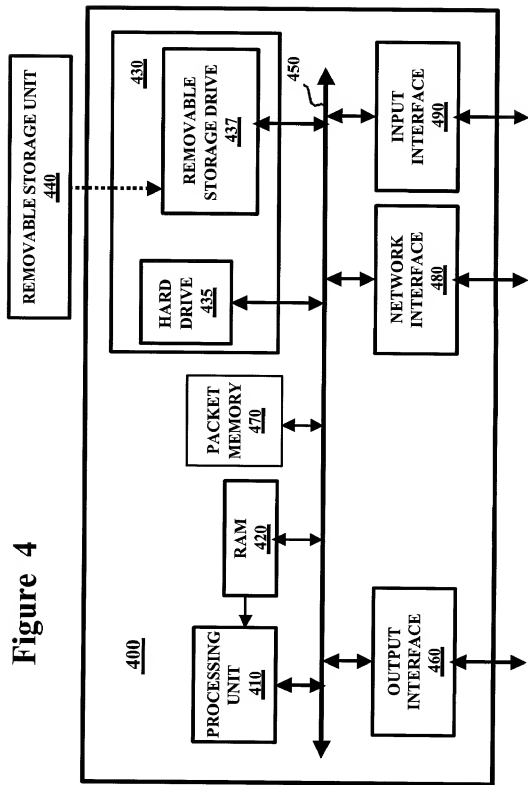 Figure 4
400
PROCESSING
UNIT
410
RAM
420
PACKET
MEMORY
470
HARD
DRIVE
435
REMOVABLE
STORAGE DRIVE
437
430
REMOVABLE STORAGE UNIT
440
450
OUTPUT
INTERFACE
460
NETWORK
INTERFACE
480
INPUT
INTERFACE
490